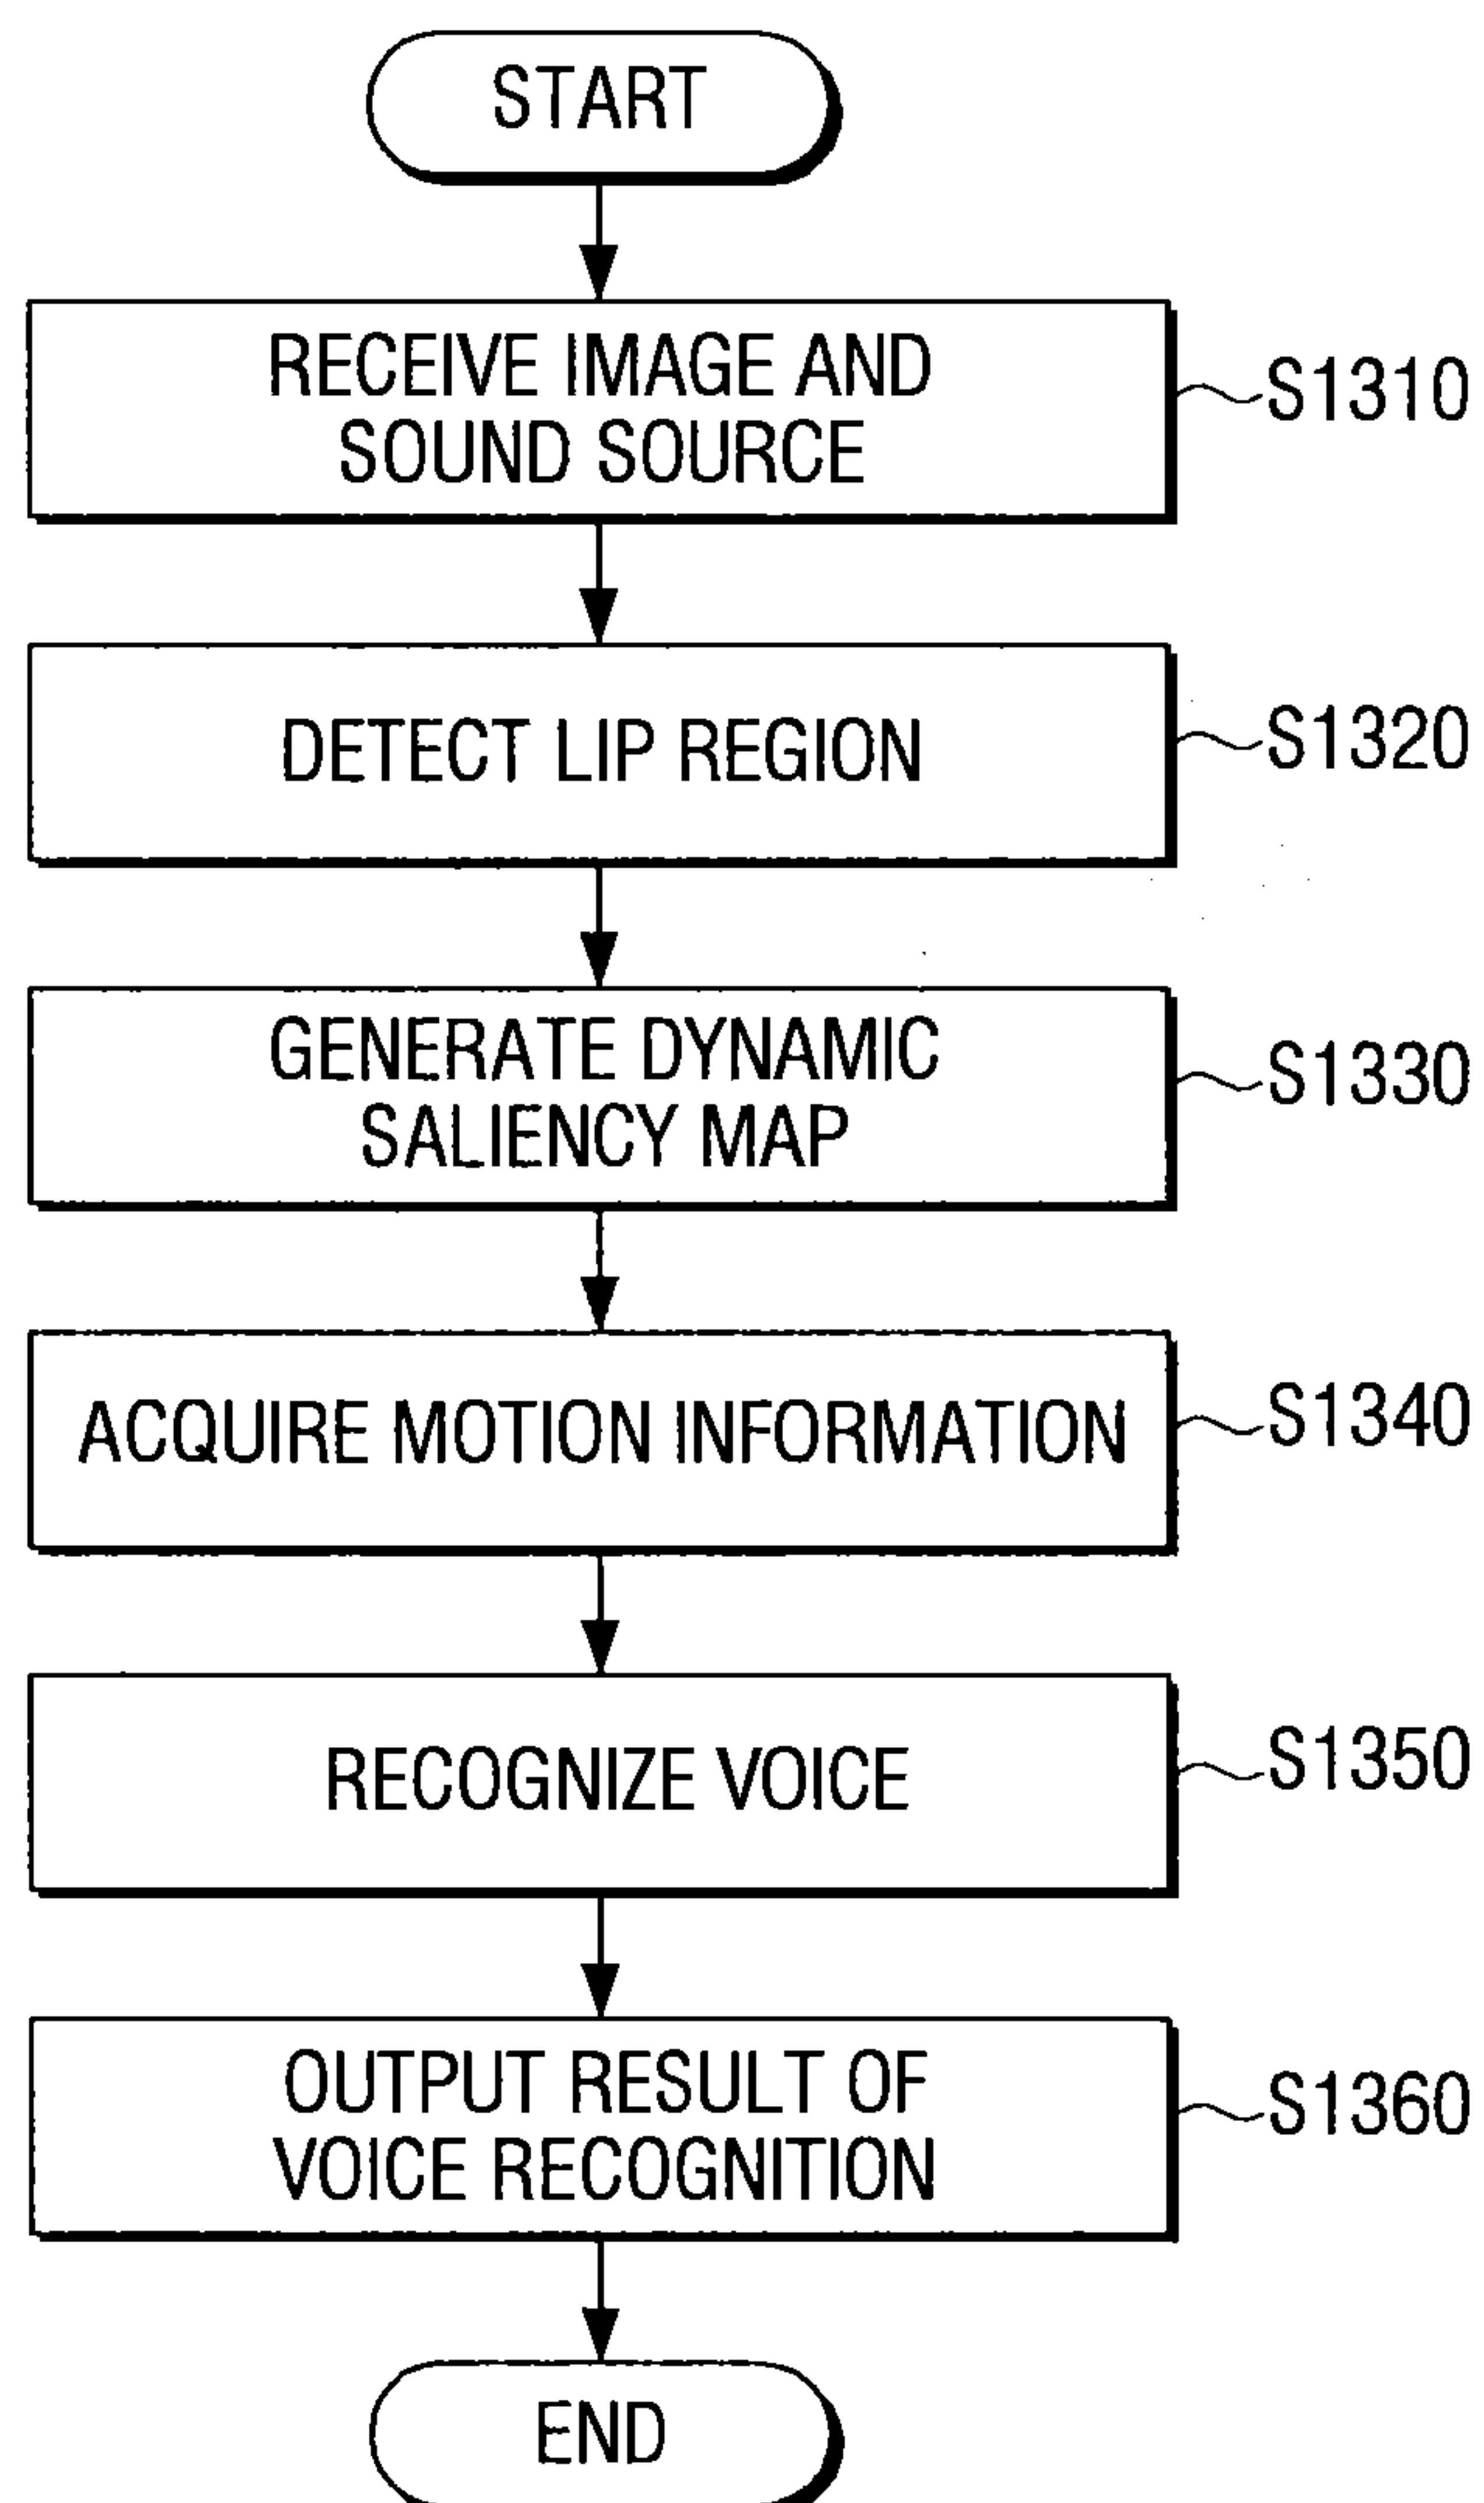 START
RECEIVE IMAGE AND
SOUND SOURCE
S1310
DETECT LIP REGION
S1320
GENERATE DYNAMIC
SALIENCY MAP
S1330
ACQUIRE MOTION INFORMATION
S1340
RECOGNIZE VOICE
S1350
OUTPUT RESULT OF
VOICE RECOGNITION
S1360
END